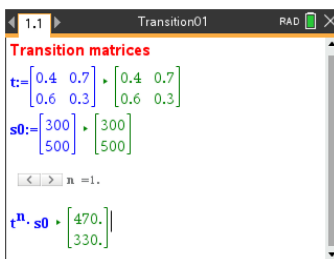 1.1 Transition01 RAD
Transition matrices
t:=[0.4 0.7 ▸ [0.4 0.7
0.6 0.3] 0.6 0.3]
s0:=[300 ▸ [300
500] 500]
< > n =1.
tⁿ· s0 ▸ [470.
330.]